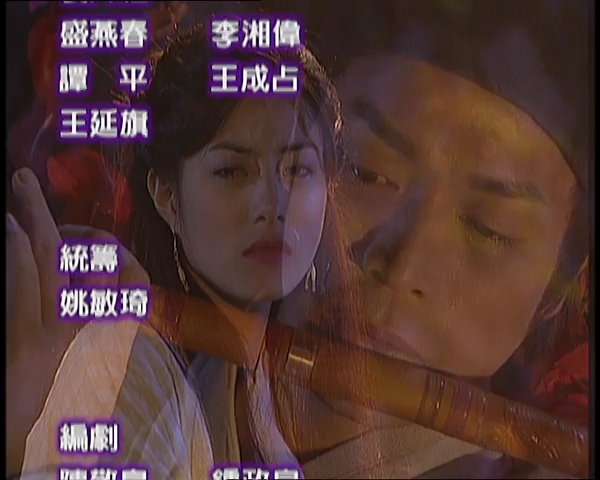 盛燕春 李湘偉
譚 平 王成占
王延旗
統籌
姚敏琦
編劇